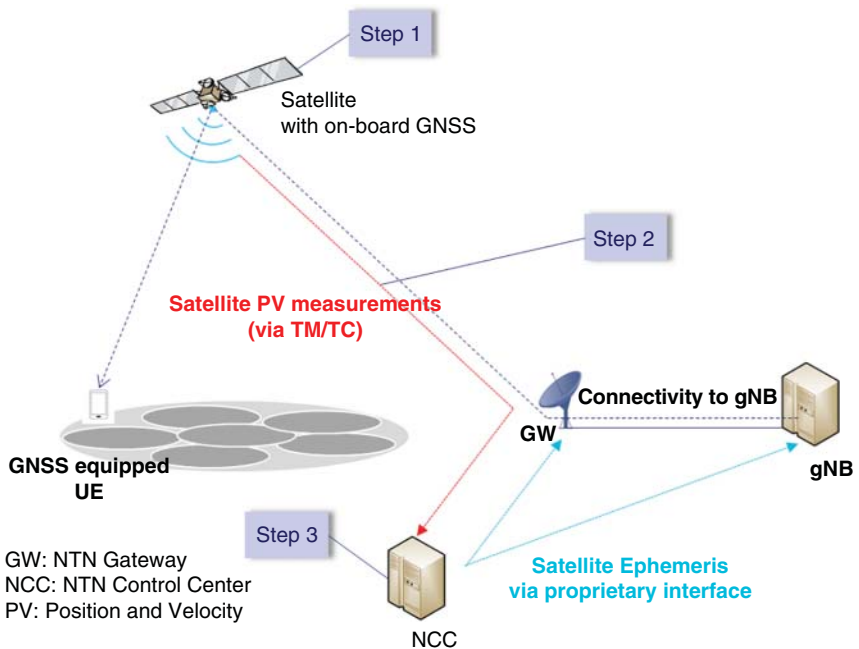 Step 1
Satellite
with on-board GNSS
Step 2
Satellite PV measurements
(via TM/TC)
Connectivity to gNB
GW
gNB
GNSS equipped
UE
Step 3
GW: NTN Gateway
NCC: NTN Control Center
PV: Position and Velocity
Satellite Ephemeris
via proprietary interface
NCC